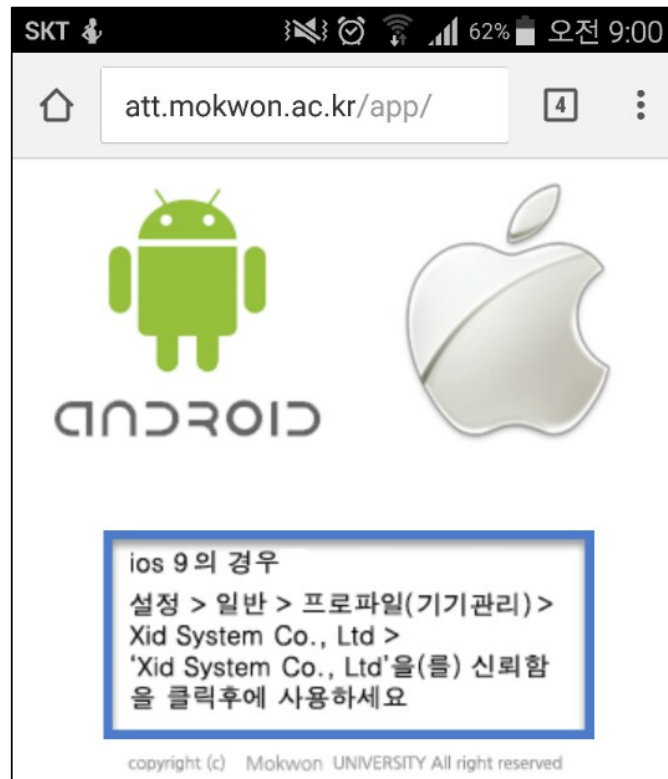 SKT 62% 오전 9:00
att.mokwon.ac.kr/app/ 4
ANDROID
ios 9의 경우
설정 > 일반 > 프로파일(기기관리) >
Xid System Co., Ltd >
‘Xid System Co., Ltd’을(를) 신뢰함
을 클릭후에 사용하세요
copyright (c) Mokwon UNIVERSITY All right reserved